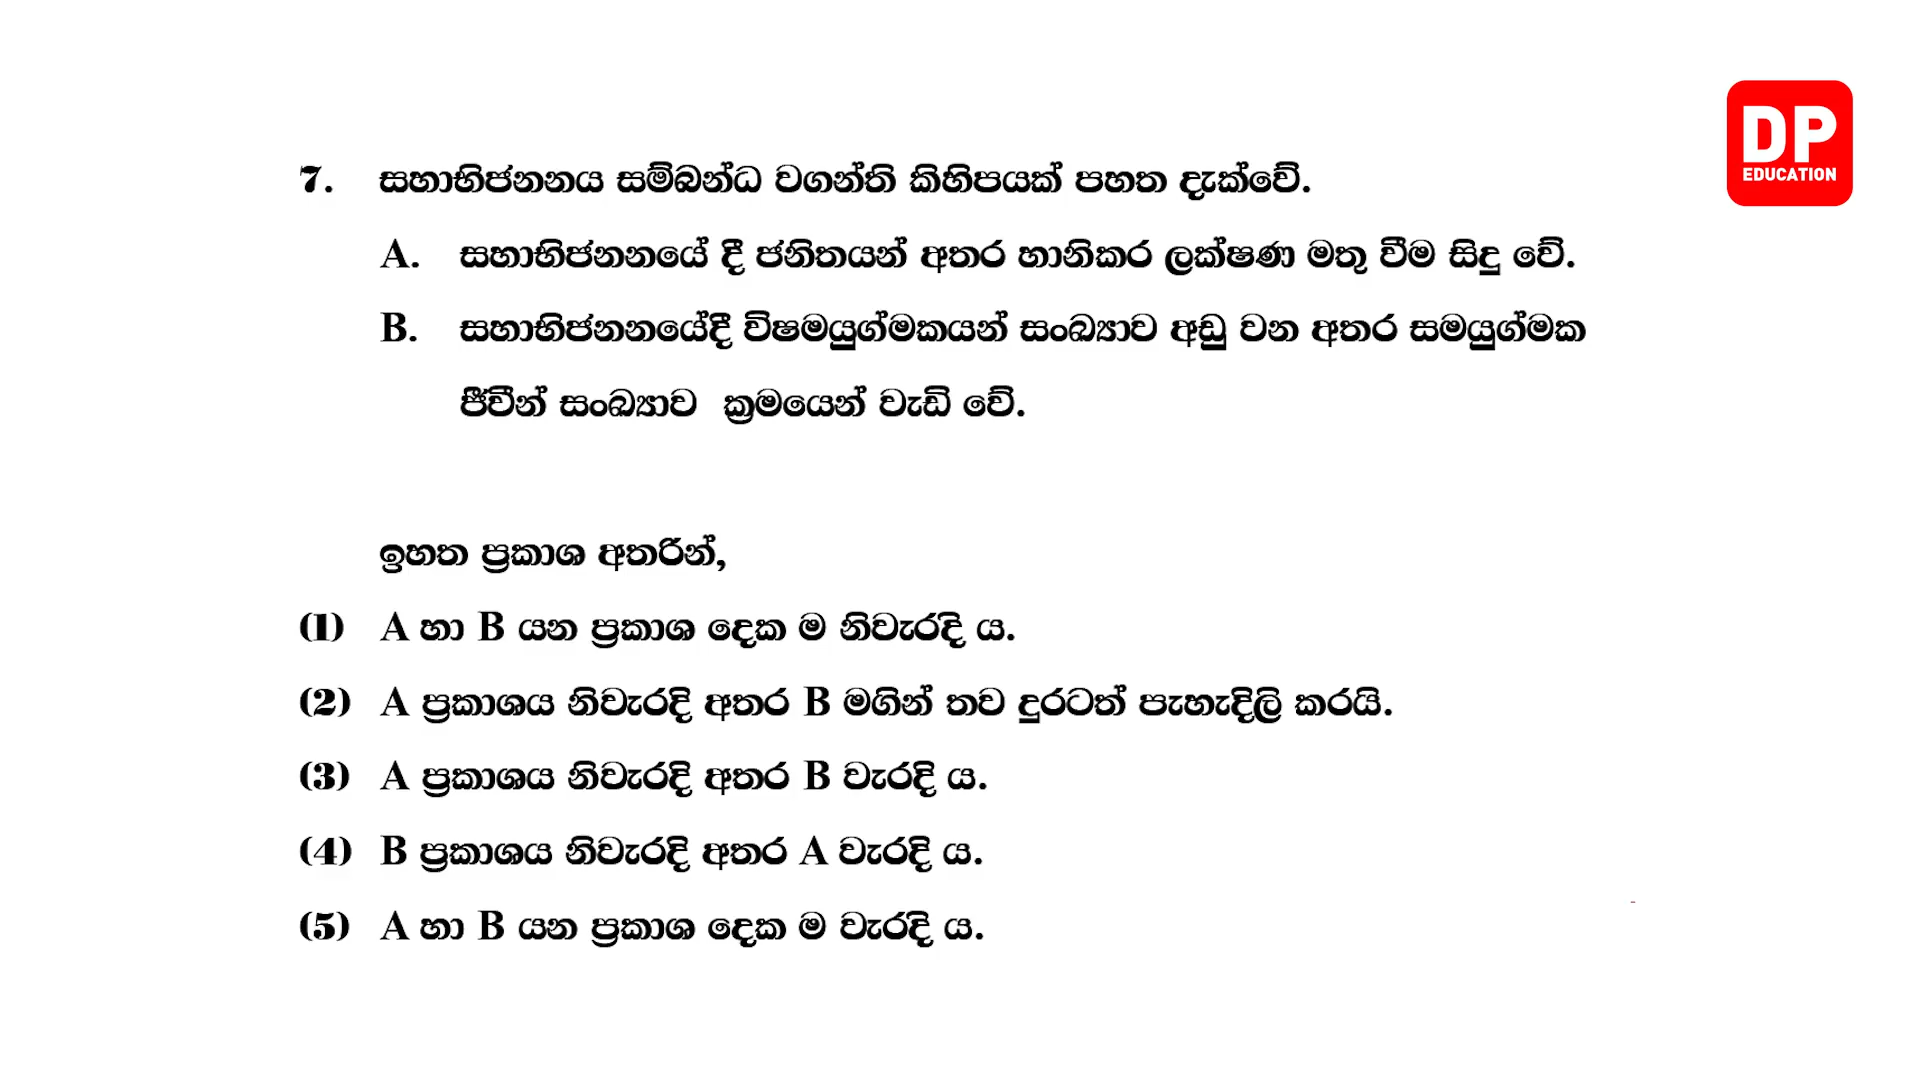 DP
EDUCATION
7. සහාභිජනනය සම්බන්ධ වගන්ති කිහිපයක් පහත දැක්වේ.
A. සහාභිජනනයේ දී ජනිතයන් අතර හානිකර ලක්ෂණ මතු වීම සිදු වේ.
B. සහාභිජනනයේදී විෂමයුග්මකයන් සංඛ්‍යාව අඩු වන අතර සමයුග්මක
ජීවීන් සංඛ්‍යාව ක්‍රමයෙන් වැඩි වේ.
ඉහත ප්‍රකාශ අතරින්,
(1) A හා B යන ප්‍රකාශ දෙක ම නිවැරදි ය.
(2) A ප්‍රකාශය නිවැරදි අතර B මගින් තව දුරටත් පැහැදිලි කරයි.
(3) A ප්‍රකාශය නිවැරදි අතර B වැරදි ය.
(4) B ප්‍රකාශය නිවැරදි අතර A වැරදි ය.
(5) A හා B යන ප්‍රකාශ දෙක ම වැරදි ය.